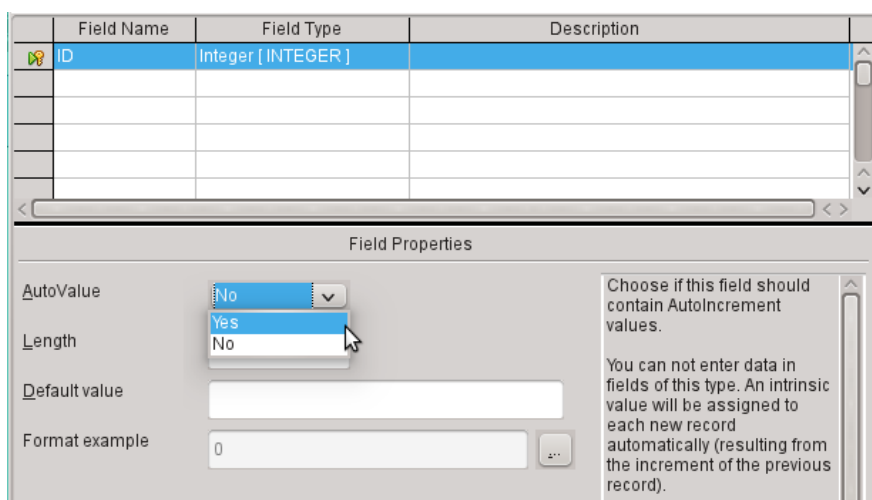 Field Name Field Type Description
ID Integer [ INTEGER ]
Field Properties
AutoValue No
Yes
No
Length
Default value
Format example 0 ...
Choose if this field should
contain AutoIncrement
values.
You can not enter data in
fields of this type. An intrinsic
value will be assigned to
each new record
automatically (resulting from
the increment of the previous
record).